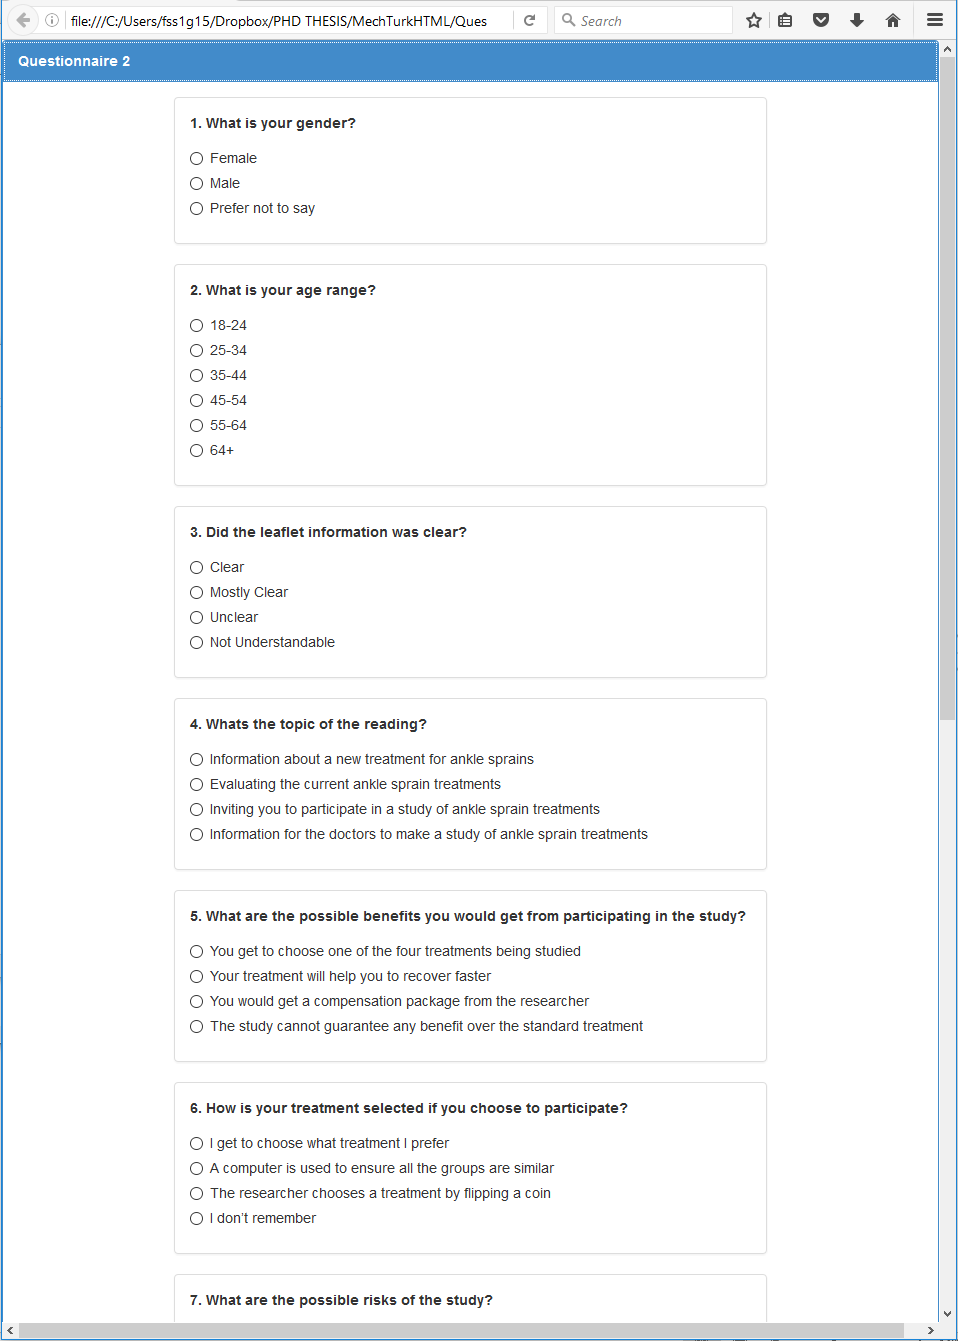 file:///C:/Users/fss1g15/Dropbox/PHD THESIS/MechTurkHTML/Ques
Search
Questionnaire 2
1. What is your gender?
Female
Male
Prefer not to say
2. What is your age range?
18-24
25-34
35-44
45-54
55-64
64+
3. Did the leaflet information was clear?
Clear
Mostly Clear
Unclear
Not Understandable
4. Whats the topic of the reading?
Information about a new treatment for ankle sprains
Evaluating the current ankle sprain treatments
Inviting you to participate in a study of ankle sprain treatments
Information for the doctors to make a study of ankle sprain treatments
5. What are the possible benefits you would get from participating in the study?
You get to choose one of the four treatments being studied
Your treatment will help you to recover faster
You would get a compensation package from the researcher
The study cannot guarantee any benefit over the standard treatment
6. How is your treatment selected if you choose to participate?
I get to choose what treatment I prefer
A computer is used to ensure all the groups are similar
The researcher chooses a treatment by flipping a coin
I don't remember
7. What are the possible risks of the study?